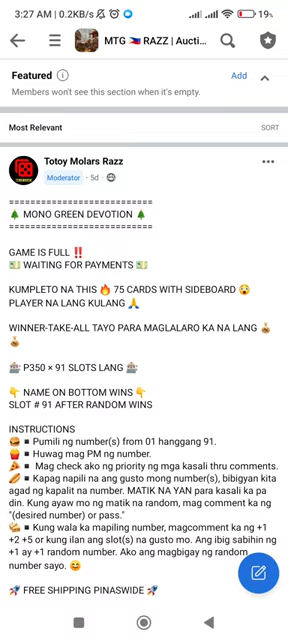 3:27 AM | 0.2KB/s
19%
MTG 🇵🇭 RAZZ | Aucti...
Featured
Add
Members won't see this section when it's empty.
Most Relevant
SORT
Totoy Molars Razz
Moderator · 5d ·
===========================
🌲 MONO GREEN DEVOTION 🌲
===========================
GAME IS FULL ‼️
💵 WAITING FOR PAYMENTS 💵
KUMPLETO NA THIS 🔥 75 CARDS WITH SIDEBOARD 😵
PLAYER NA LANG KULANG 🙏
WINNER-TAKE-ALL TAYO PARA MAGLALARO KA NA LANG 💰
💰
🎰 P350 × 91 SLOTS LANG 🎰
👇 NAME ON BOTTOM WINS 👇
SLOT # 91 AFTER RANDOM WINS
INSTRUCTIONS
🍔◾ Pumili ng number(s) from 01 hanggang 91.
🍟◾ Huwag mag PM ng number.
🍕◾ Mag check ako ng priority ng mga kasali thru comments.
🌭◾ Kapag napili na ang gusto mong number(s), bibigyan kita
agad ng kapalit na number. MATIK NA YAN para kasali ka pa
din. Kung ayaw mo ng matik na random, mag comment ka ng
"(desired number) or pass."
◾ Kung wala ka mapiling number, magcomment ka ng +1
+2 +5 or kung ilan ang slot(s) na gusto mo. Ang ibig sabihin ng
+1 ay +1 random number. Ako ang magbigay ng random
number sayo. 😊
🚀 FREE SHIPPING PINASWIDE 🚀